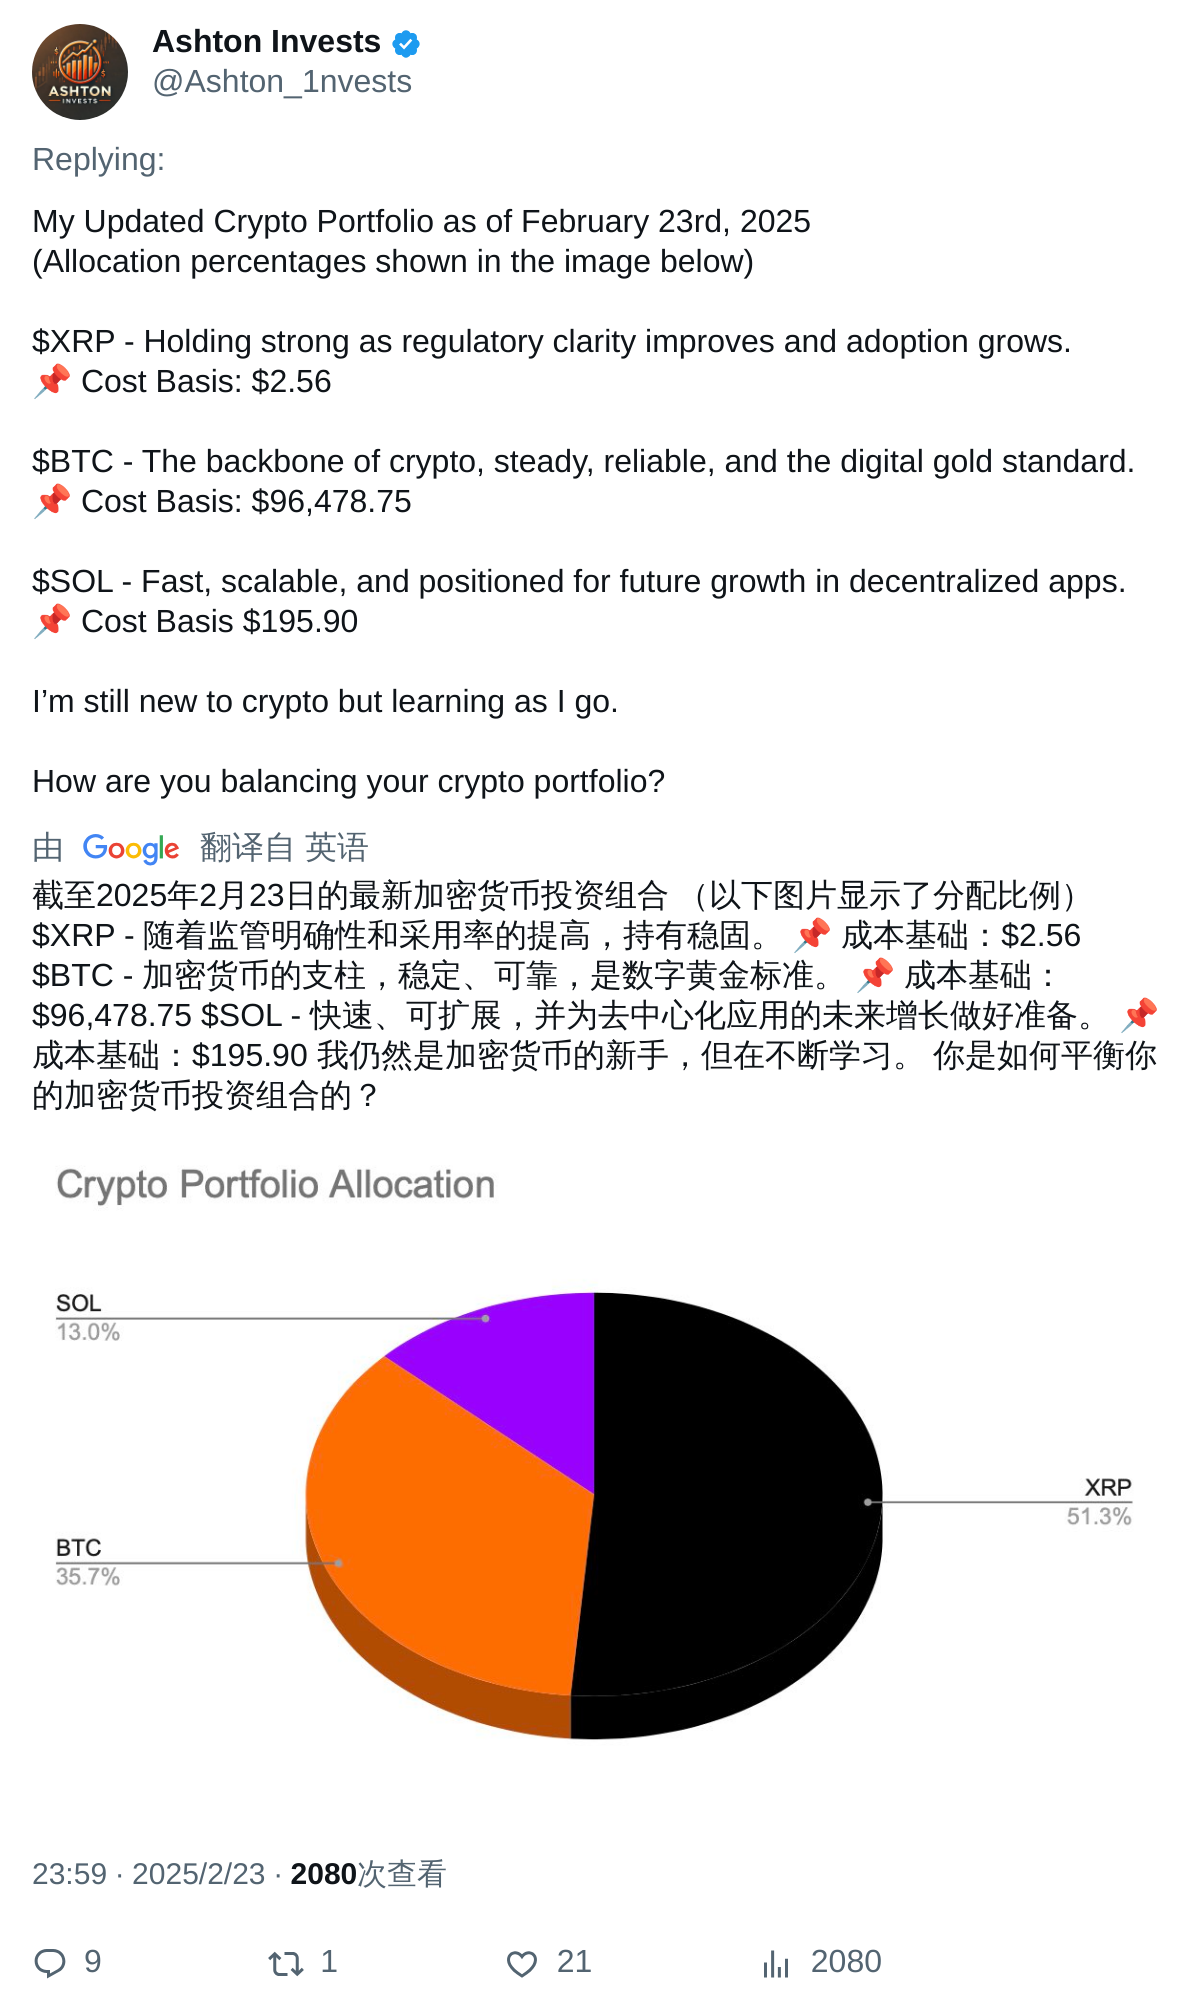 Ashton Invests
@Ashton_1nvests
ASHTON
INVESTS
Replying:
My Updated Crypto Portfolio as of February 23rd, 2025
(Allocation percentages shown in the image below)
$XRP - Holding strong as regulatory clarity improves and adoption grows.
📌 Cost Basis: $2.56
$BTC - The backbone of crypto, steady, reliable, and the digital gold standard.
📌 Cost Basis: $96,478.75
$SOL - Fast, scalable, and positioned for future growth in decentralized apps.
📌 Cost Basis $195.90
I’m still new to crypto but learning as I go.
How are you balancing your crypto portfolio?
由 Google 翻译自 英语
截至2025年2月23日的最新加密货币投资组合 （以下图片显示了分配比例）
$XRP - 随着监管明确性和采用率的提高，持有稳固。 📌 成本基础：$2.56
$BTC - 加密货币的支柱，稳定、可靠，是数字黄金标准。 📌 成本基础：
$96,478.75 $SOL - 快速、可扩展，并为去中心化应用的未来增长做好准备。 📌
成本基础：$195.90 我仍然是加密货币的新手，但在不断学习。 你是如何平衡你
的加密货币投资组合的？
Crypto Portfolio Allocation
SOL
13.0%
XRP
51.3%
BTC
35.7%
23:59 · 2025/2/23 · 2080次查看
9 1 21 2080